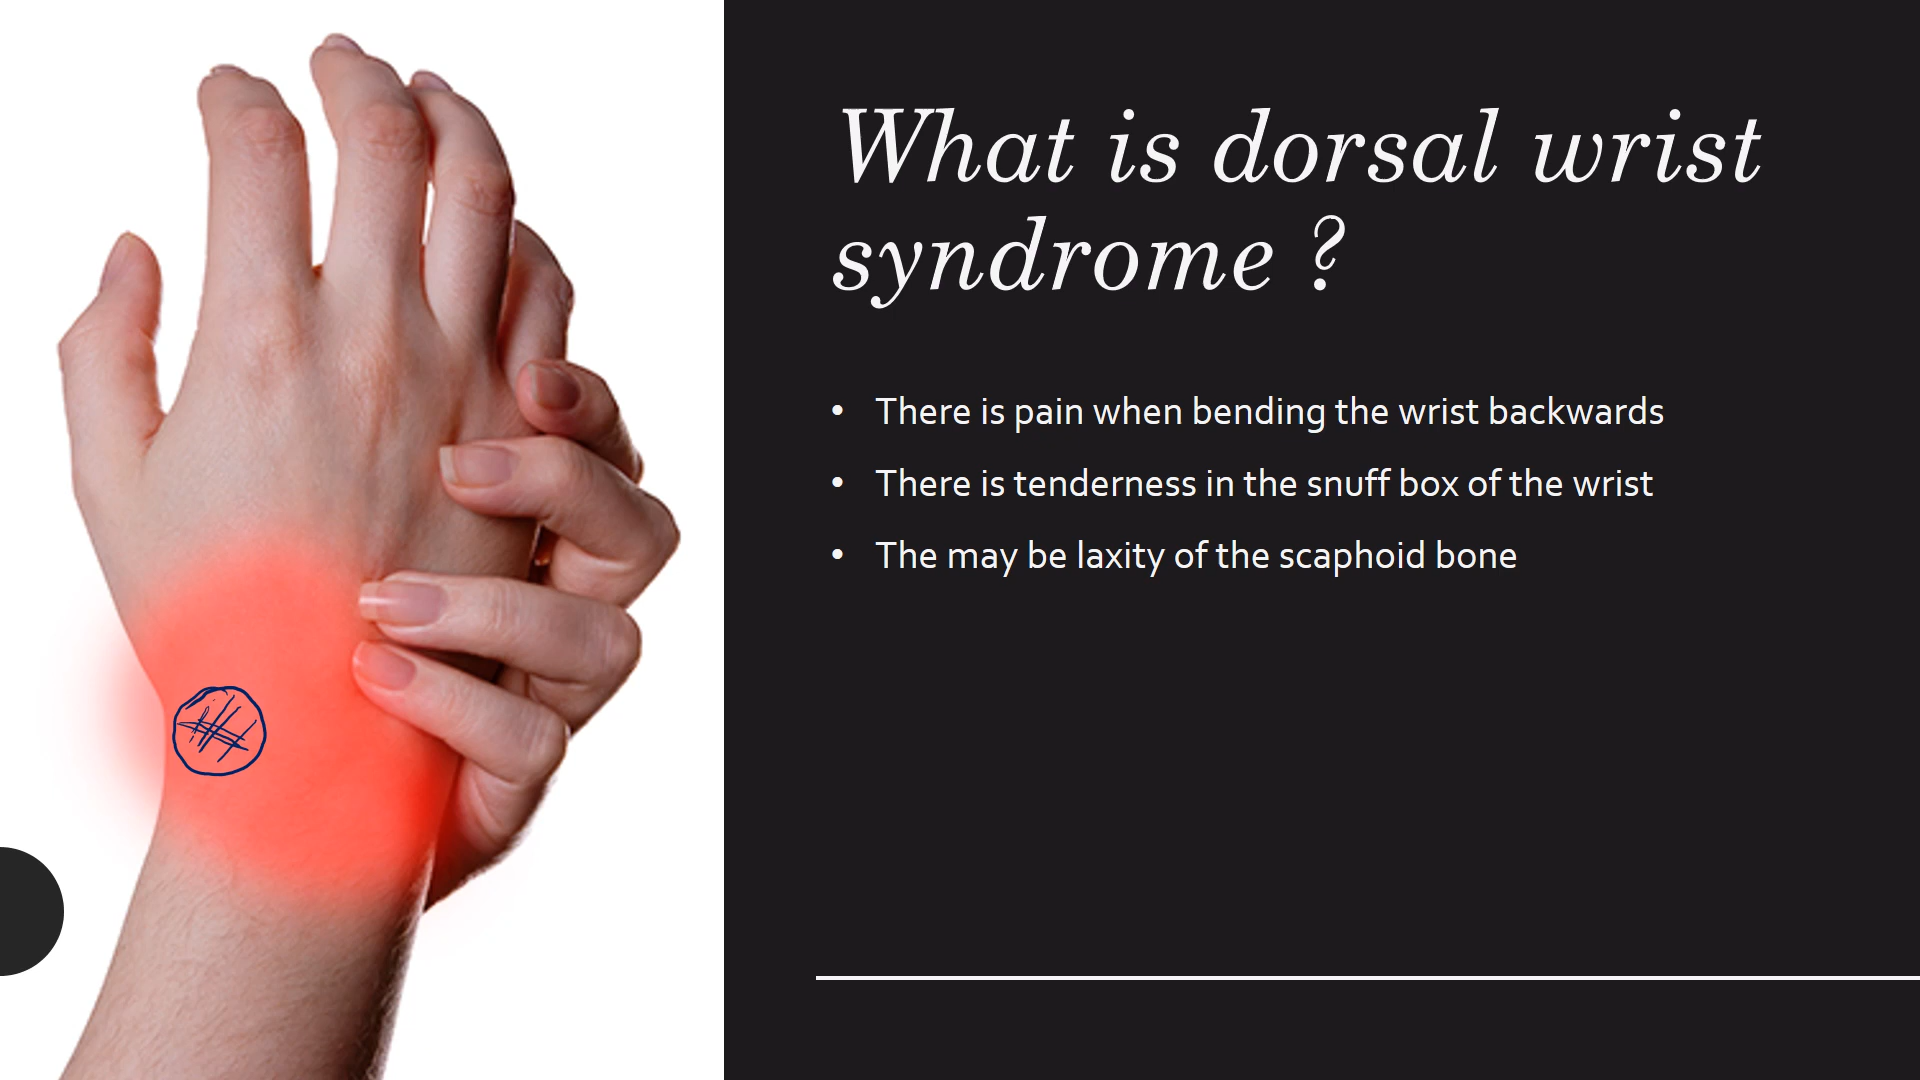 What is dorsal wrist
syndrome ?
• There is pain when bending the wrist backwards
• There is tenderness in the snuff box of the wrist
• The may be laxity of the scaphoid bone